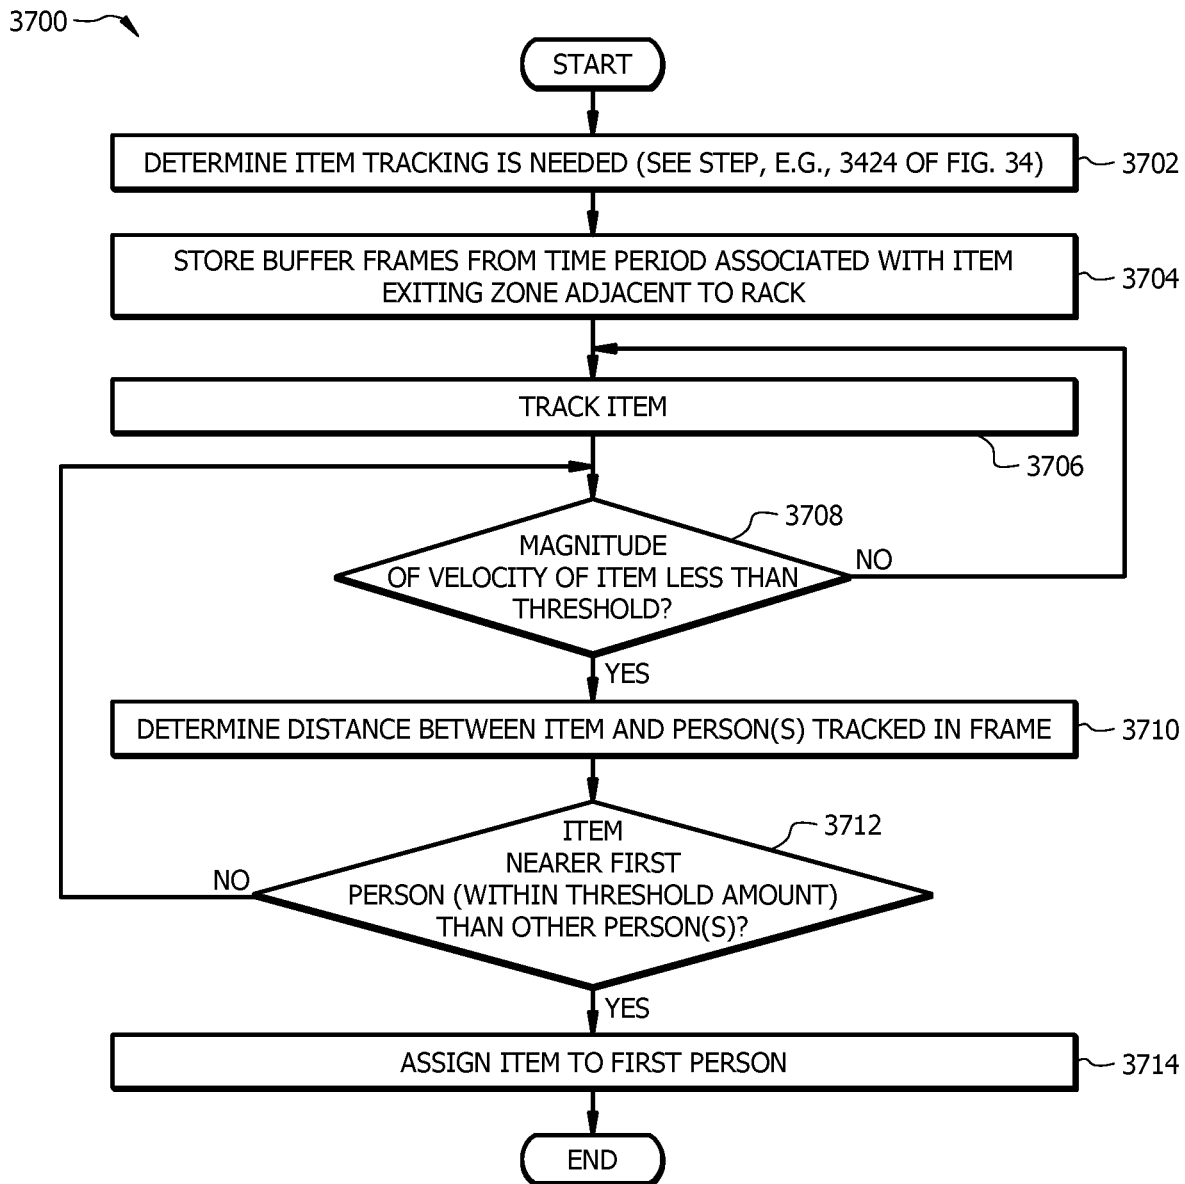 3700
START
DETERMINE ITEM TRACKING IS NEEDED (SEE STEP, E.G., 3424 OF FIG. 34)
3702
STORE BUFFER FRAMES FROM TIME PERIOD ASSOCIATED WITH ITEM
EXITING ZONE ADJACENT TO RACK
3704
TRACK ITEM
3706
3708
MAGNITUDE
OF VELOCITY OF ITEM LESS THAN
THRESHOLD?
NO
YES
DETERMINE DISTANCE BETWEEN ITEM AND PERSON(S) TRACKED IN FRAME
3710
3712
ITEM
NEARER FIRST
PERSON (WITHIN THRESHOLD AMOUNT)
THAN OTHER PERSON(S)?
NO
YES
ASSIGN ITEM TO FIRST PERSON
3714
END